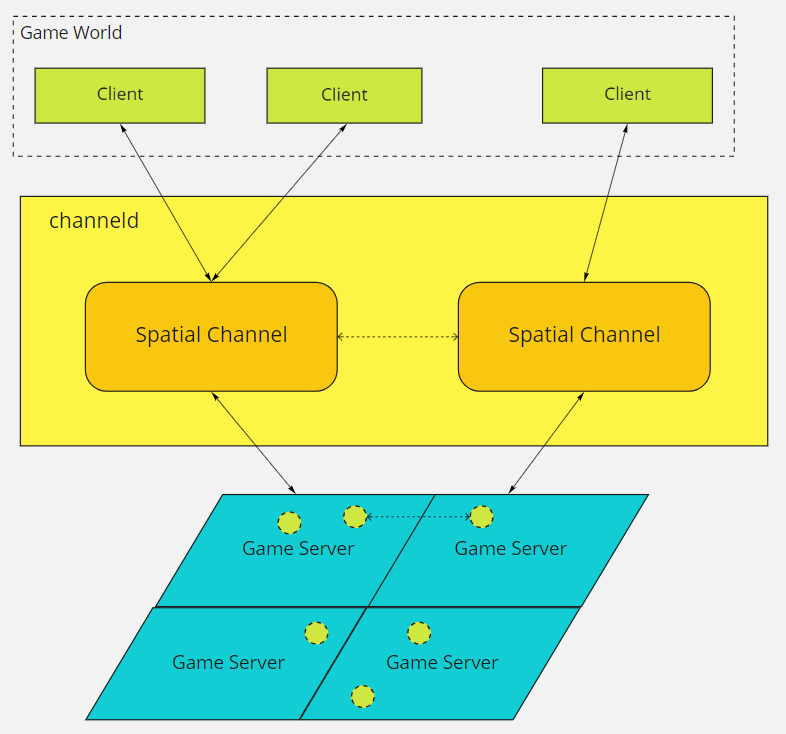 Game World
Client
Client
Client
channeld
Spatial Channel
Spatial Channel
Game Server
Game Server
Game Server
Game Server